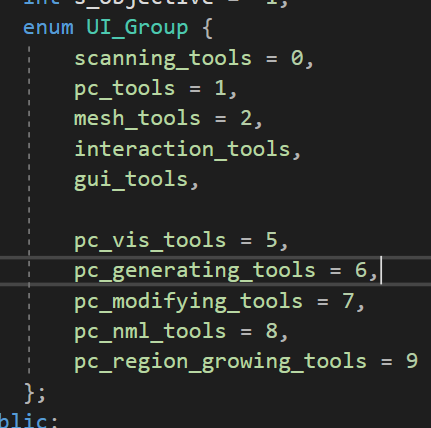 int s_objective = -1;
enum UI_Group {
scanning_tools = 0,
pc_tools = 1,
mesh_tools = 2,
interaction_tools,
gui_tools,
pc_vis_tools = 5,
pc_generating_tools = 6,
pc_modifying_tools = 7,
pc_nml_tools = 8,
pc_region_growing_tools = 9
};
blic: